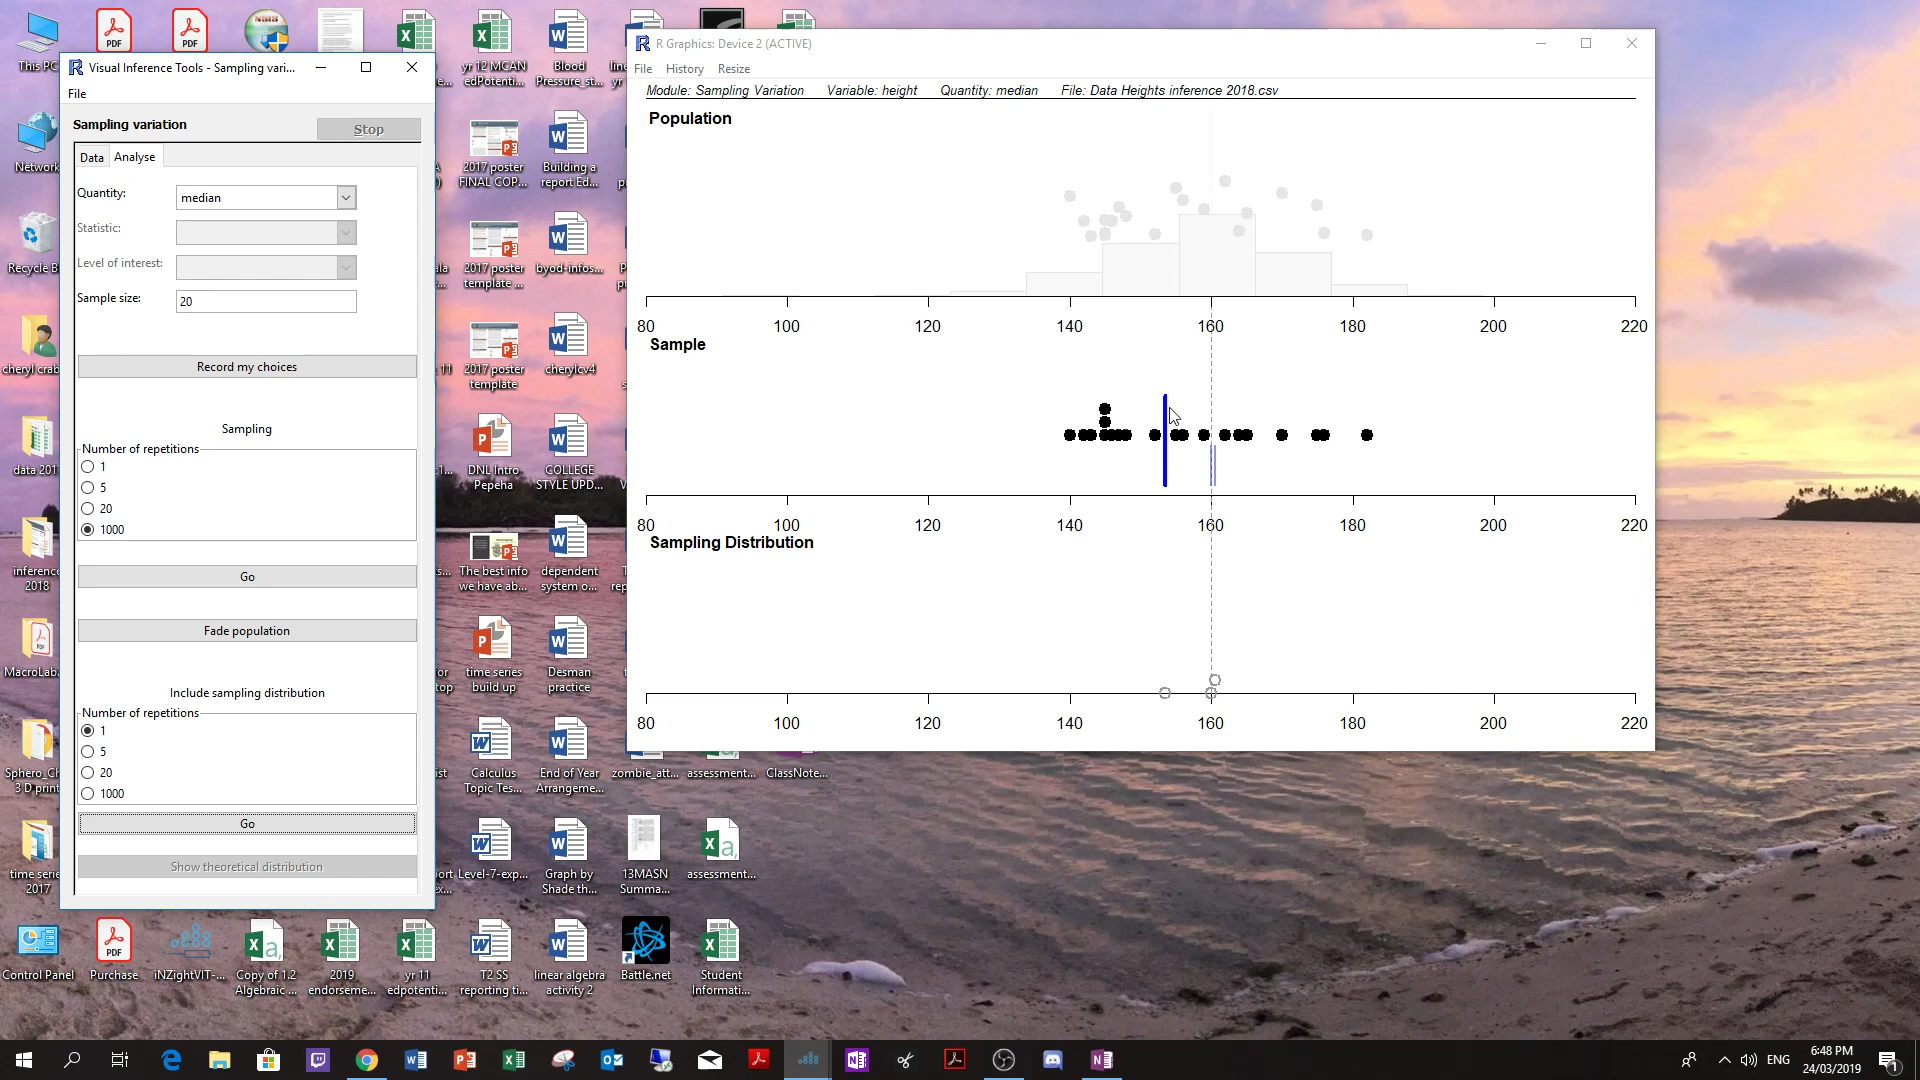 This PC
yr 12 MCAN
edPotenti...
Blood
Pressure_st...
Network
2017 poster
FINAL COP...
Building a
report Ed...
Recycle B
2017 poster
template ...
byod-infos...
cheryl crab
2017 poster
template
cherylcv4
data 201
DNL Intro
Pepeha
COLLEGE
STYLE UPD...
inference
2018
The best info
we have ab...
dependent
system o...
MacroLab
time series
build up
Desman
practice
Sphero_Ch
3 D print
Calculus
Topic Tes...
End of Year
Arrangeme...
zombie_att...
assessment...
ClassNote...
time serie
2017
Level-7-exp...
Graph by
Shade th...
13MASN
Summa...
assessment...
Control Panel
Purchase
iNZightVIT-...
Copy of 1.2
Algebraic ...
2019
endorseme...
yr 11
edpotenti...
T2 SS
reporting ti...
linear algebra
activity 2
Battle.net
Student
Informati...
Visual Inference Tools - Sampling vari...
File
Sampling variation
Stop
Data Analyse
Quantity: median
Statistic:
Level of interest:
Sample size: 20
Record my choices
Sampling
Number of repetitions
1
5
20
1000
Go
Fade population
Include sampling distribution
Number of repetitions
1
5
20
1000
Go
Show theoretical distribution
R Graphics: Device 2 (ACTIVE)
File History Resize
Module: Sampling Variation Variable: height Quantity: median File: Data Heights inference 2018.csv
Population
80 100 120 140 160 180 200 220
Sample
80 100 120 140 160 180 200 220
Sampling Distribution
80 100 120 140 160 180 200 220
ENG
6:48 PM
24/03/2019
1